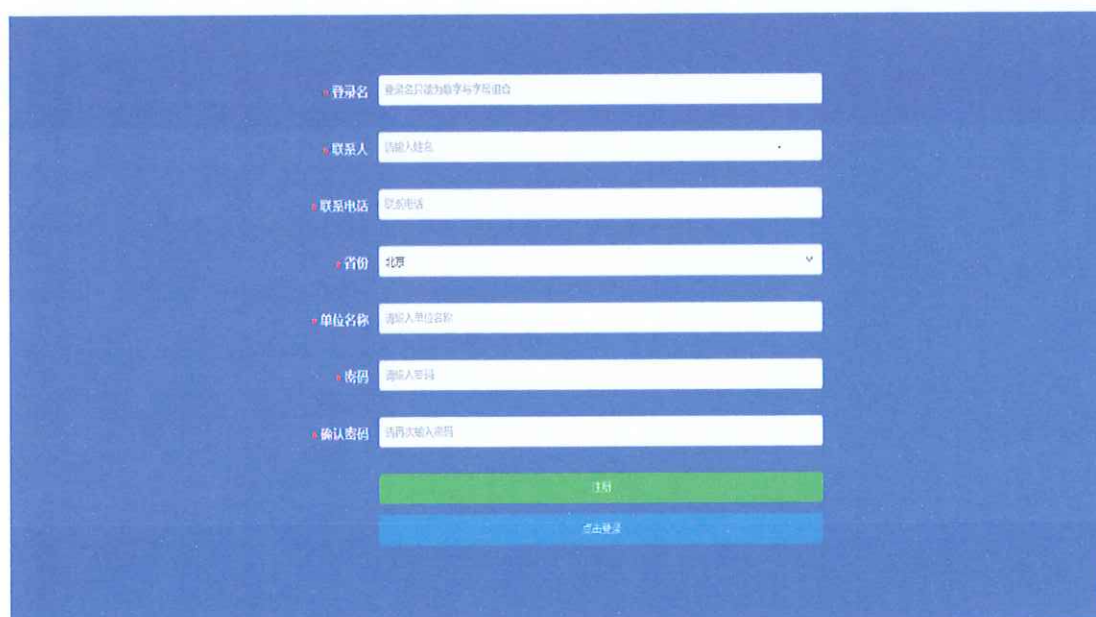 *登录名 登录名只能为数字与字母组合
*联系人 请输入姓名
*联系电话 联系电话
*省份 北京
*单位名称 请输入单位名称
*密码 请输入密码
*确认密码 请再次输入密码
注册
点击登录